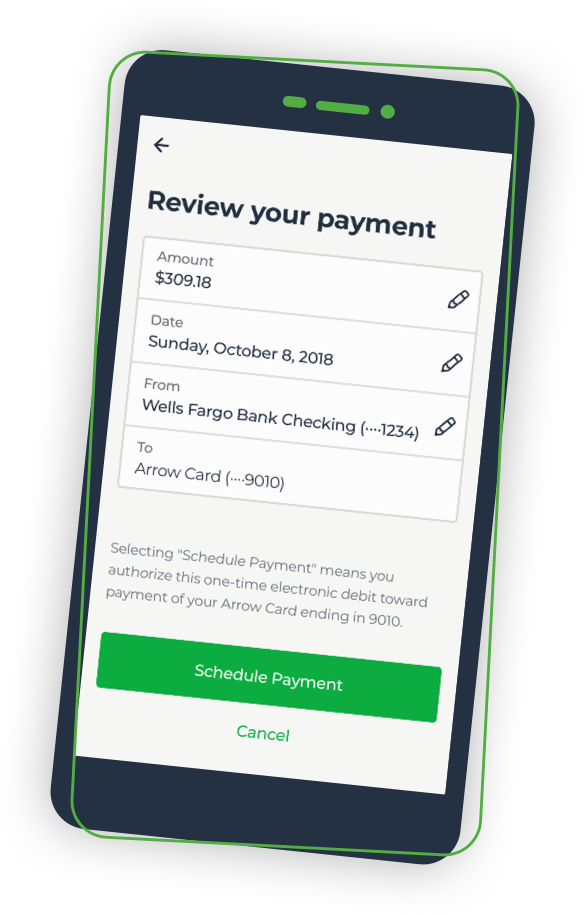 Review your payment
Amount
$309.18
Date
Sunday, October 8, 2018
From
Wells Fargo Bank Checking (····1234)
To
Arrow Card (····9010)
Selecting "Schedule Payment" means you
authorize this one-time electronic debit toward
payment of your Arrow Card ending in 9010.
Schedule Payment
Cancel